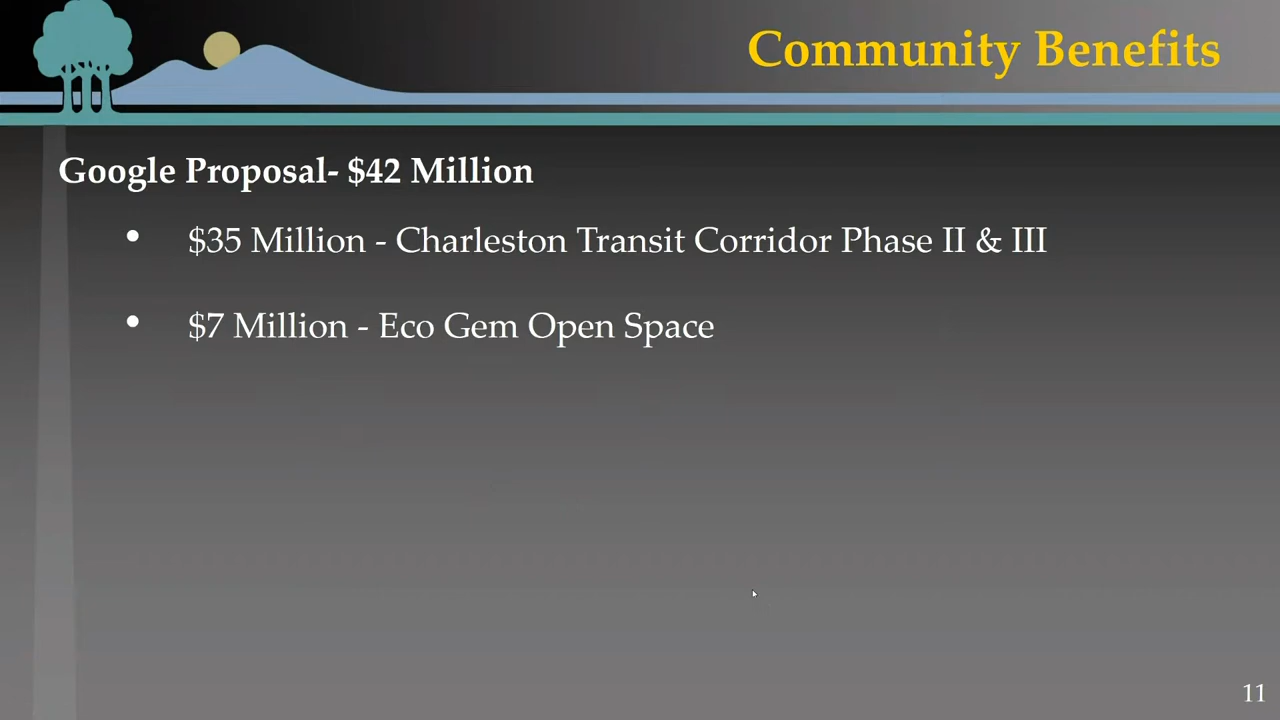 Community Benefits
Google Proposal- $42 Million
• $35 Million - Charleston Transit Corridor Phase II & III
• $7 Million - Eco Gem Open Space
11